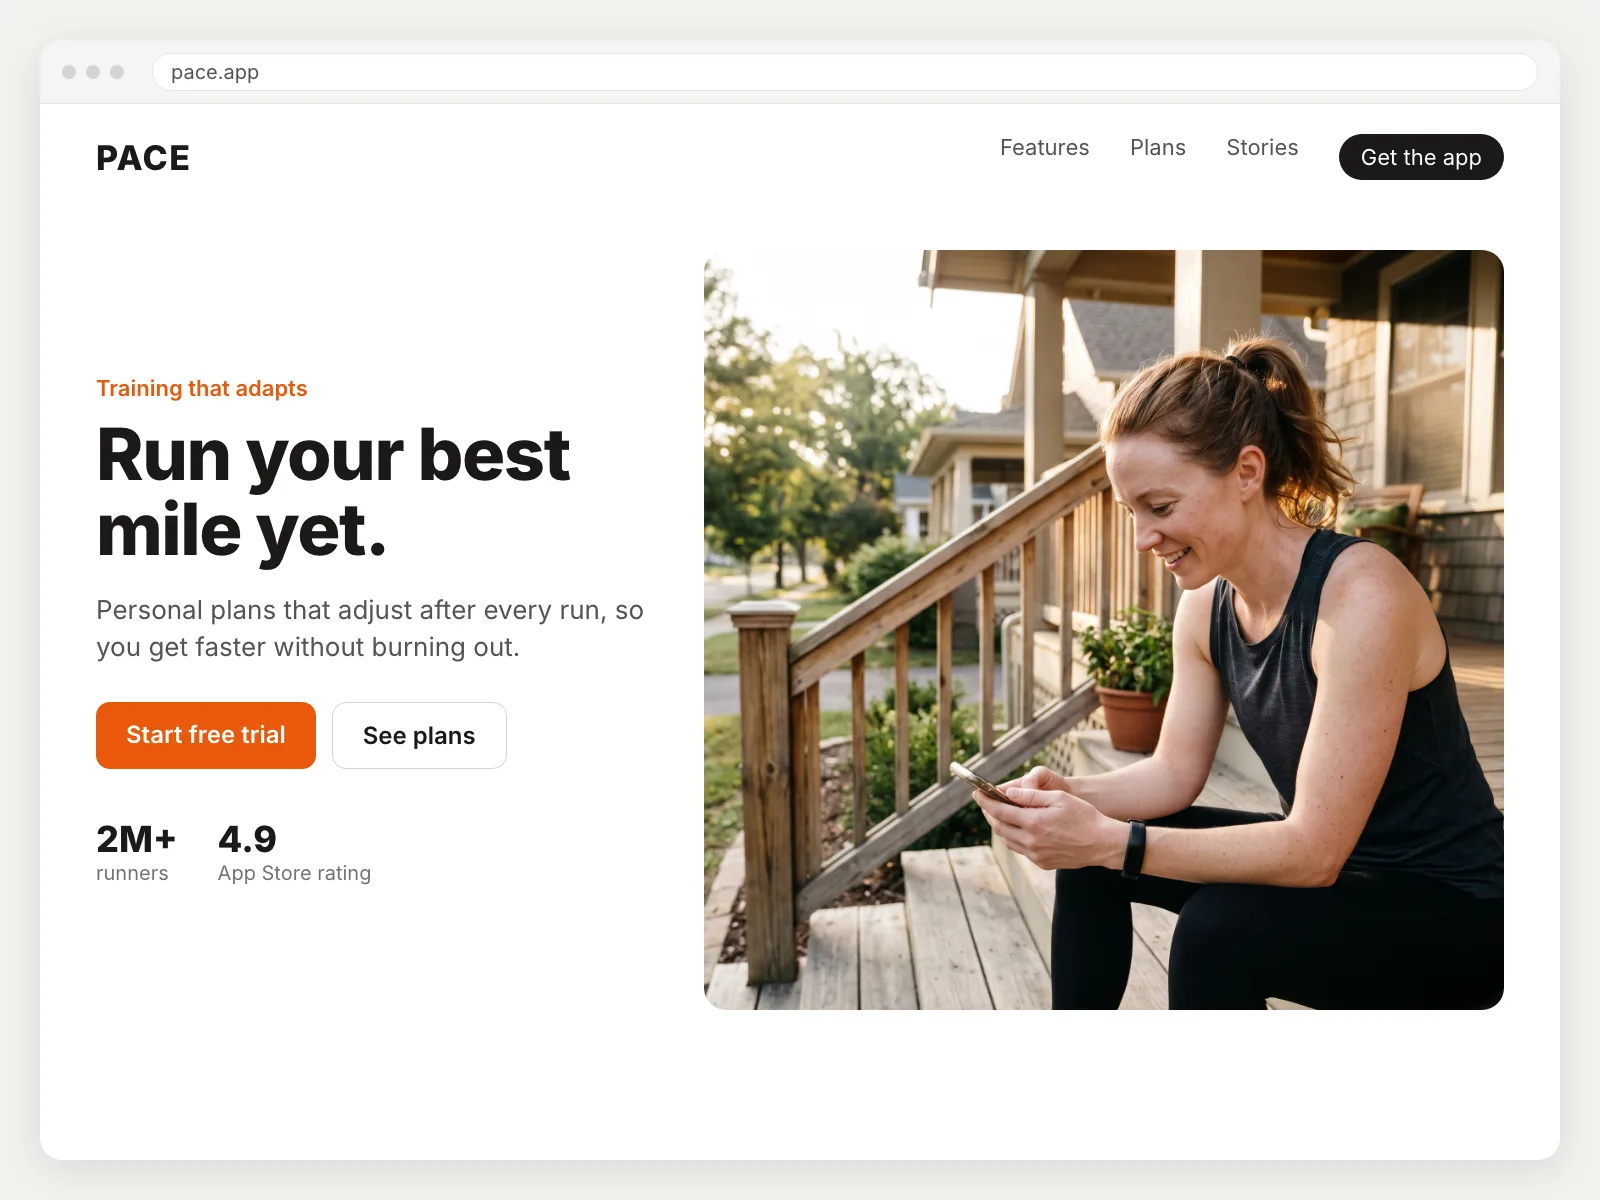 pace.app
PACE
Features
Plans
Stories
Get the app
Training that adapts
Run your best
mile yet.
Personal plans that adjust after every run, so
you get faster without burning out.
Start free trial
See plans
2M+
runners
4.9
App Store rating